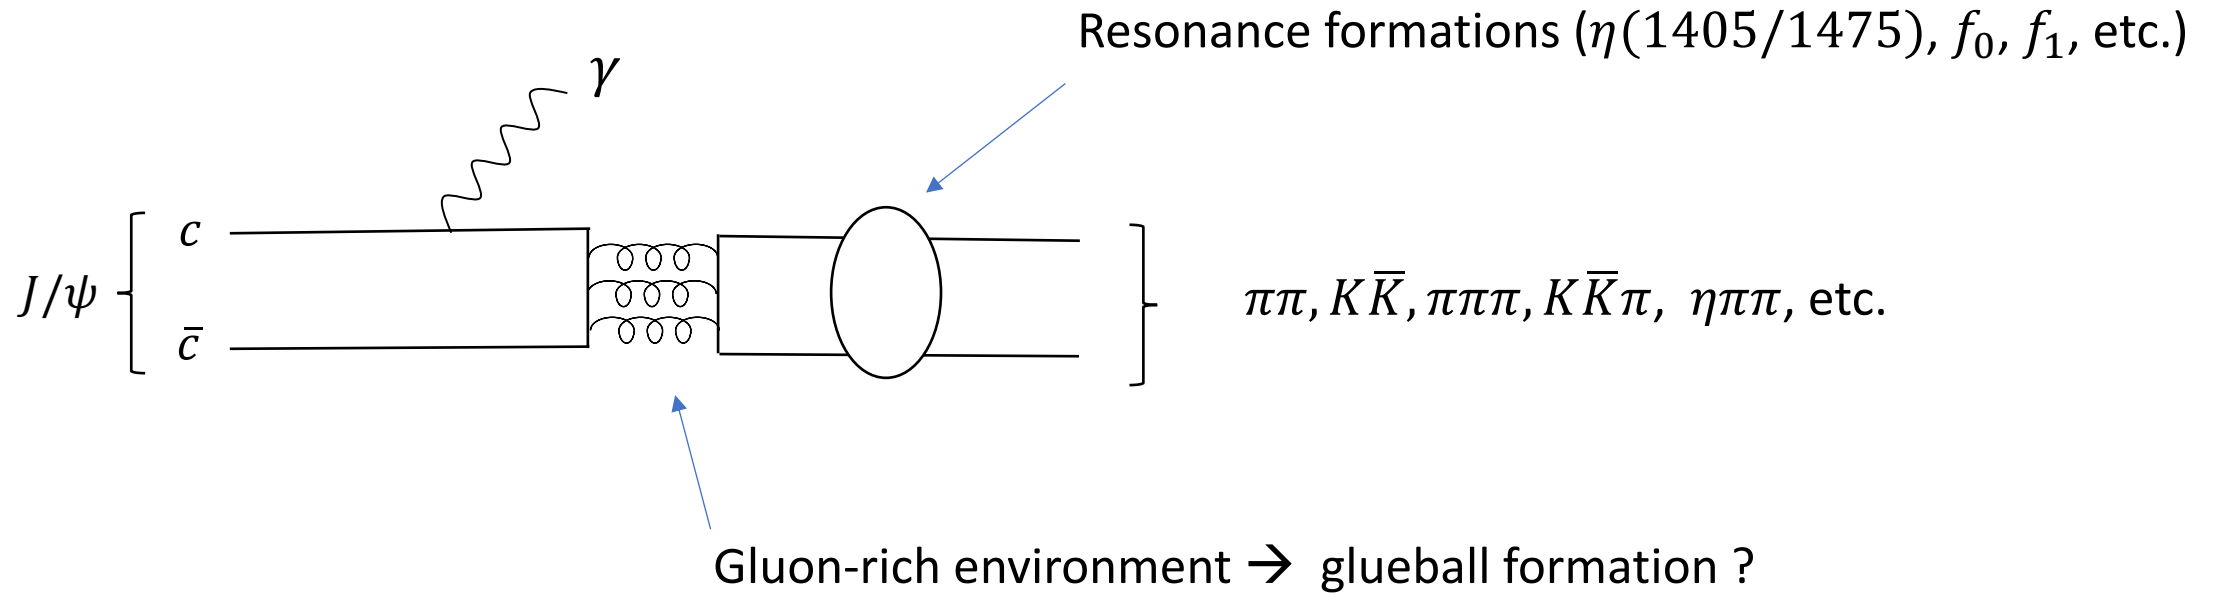 Resonance formations (η(1405/1475), f₀, f₁, etc.)
γ
c
J/ψ
c̅
ππ, KK̅, πππ, KK̅π, ηππ, etc.
Gluon-rich environment → glueball formation ?